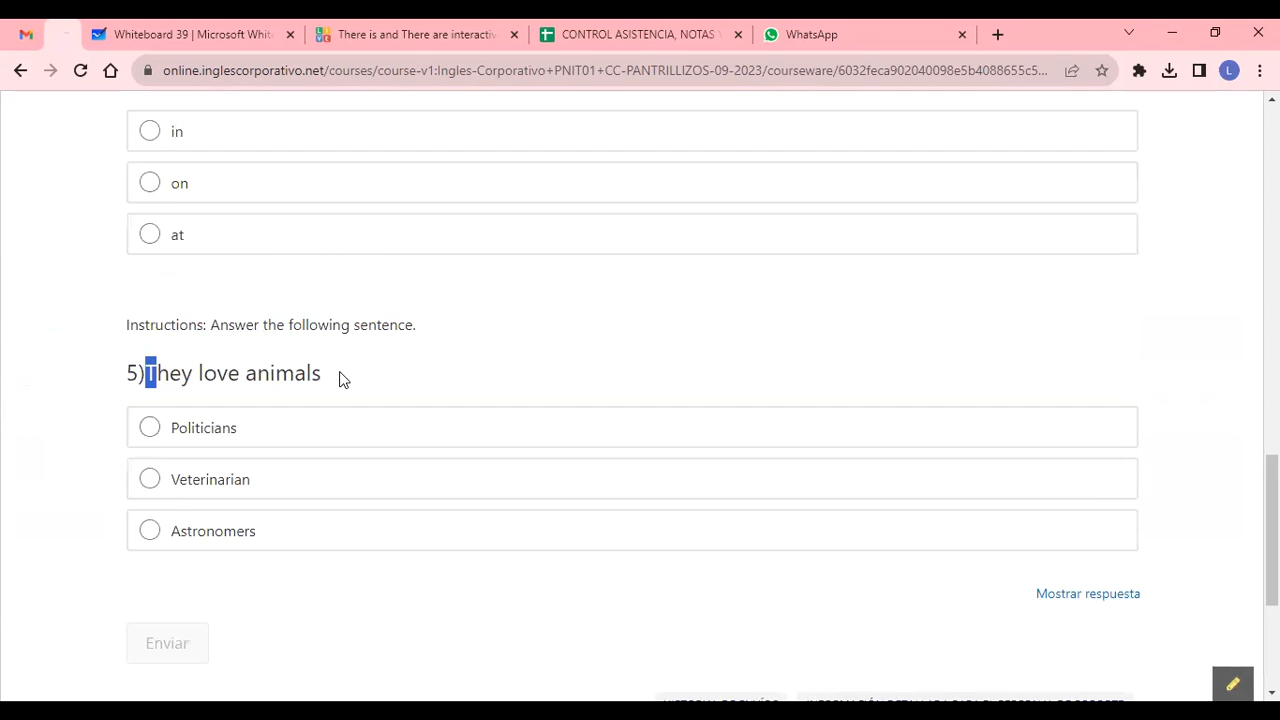 Whiteboard 39 | Microsoft White
There is and There are interactiv
CONTROL ASISTENCIA, NOTAS
WhatsApp
online.inglescorporativo.net/courses/course-v1:Ingles-Corporativo+PNIT01+CC-PANTRILLIZOS-09-2023/courseware/6032feca902040098e5b4088655c5...
L
in
on
at
Instructions: Answer the following sentence.
5)They love animals
Politicians
Veterinarian
Astronomers
Mostrar respuesta
Enviar